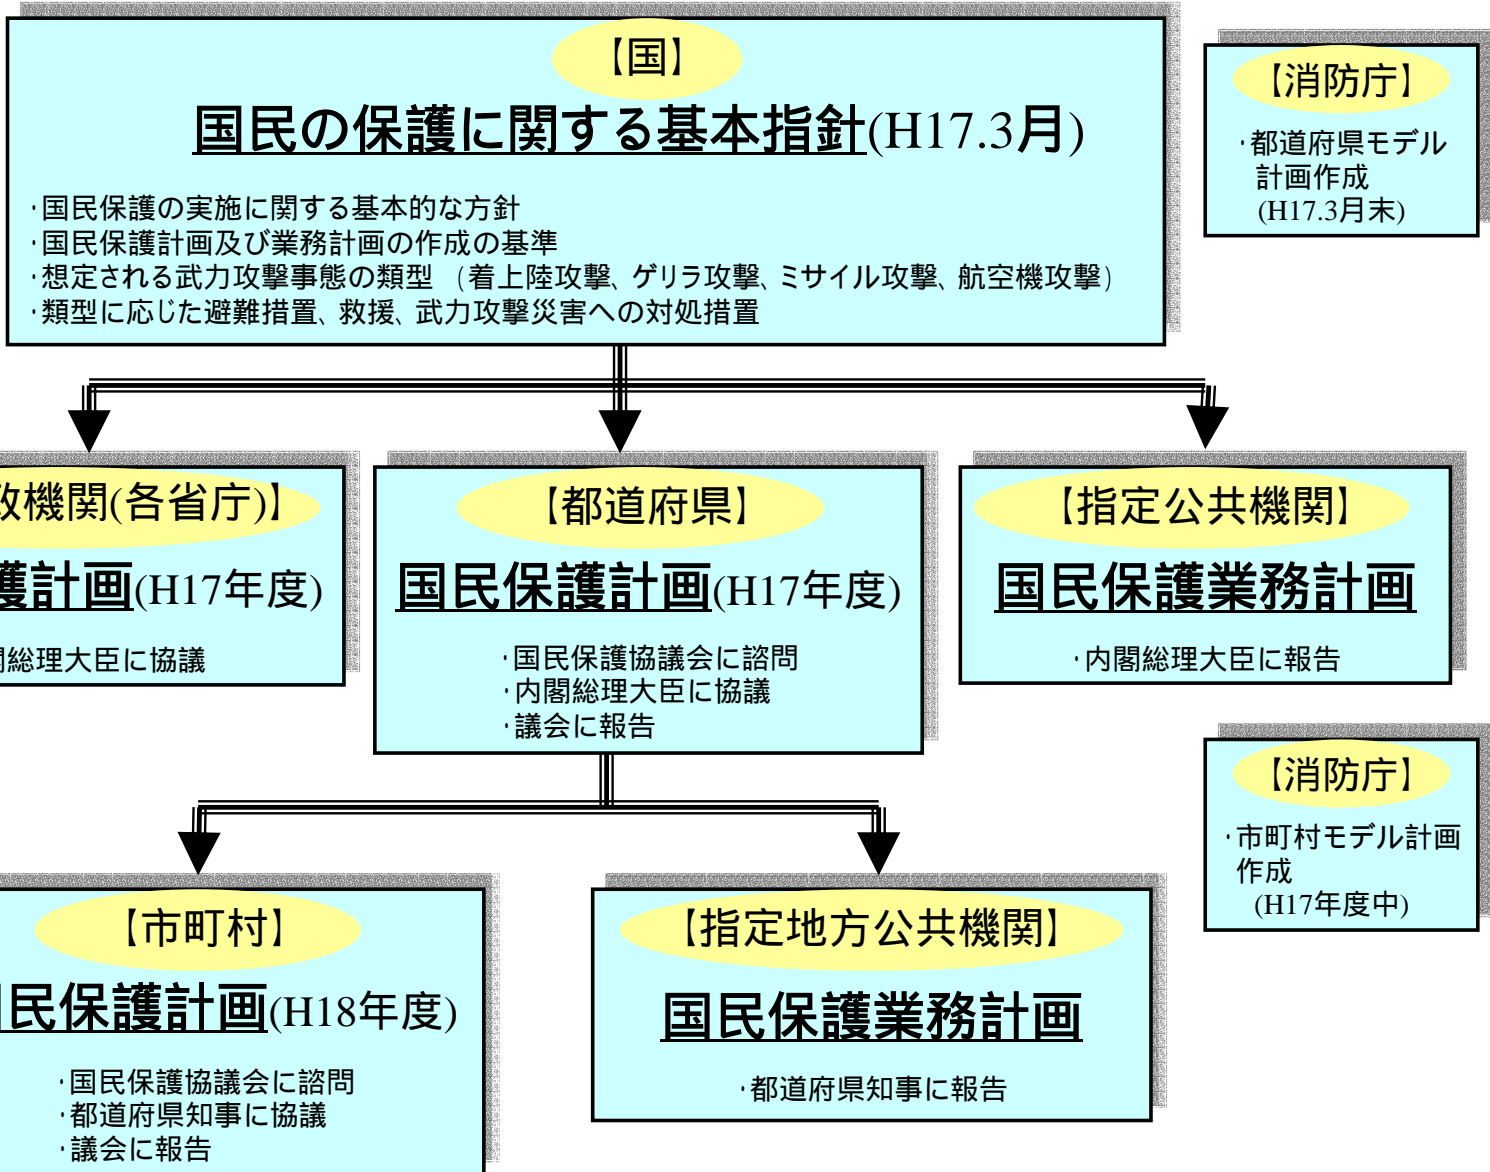 【国】
国民の保護に関する基本指針(H17.3月)
・国民保護の実施に関する基本的な方針
・国民保護計画及び業務計画の作成の基準
・想定される武力攻撃事態の類型 (着上陸攻撃、ゲリラ攻撃、ミサイル攻撃、航空機攻撃)
・類型に応じた避難措置、救援、武力攻撃災害への対処措置
【消防庁】
・都道府県モデル
計画作成
(H17.3月末)
政機関(各省庁)】
護計画(H17年度)
閣総理大臣に協議
【都道府県】
国民保護計画(H17年度)
・国民保護協議会に諮問
・内閣総理大臣に協議
・議会に報告
【指定公共機関】
国民保護業務計画
・内閣総理大臣に報告
【消防庁】
・市町村モデル計画
作成
(H17年度中)
【市町村】
国民保護計画(H18年度)
・国民保護協議会に諮問
・都道府県知事に協議
・議会に報告
【指定地方公共機関】
国民保護業務計画
・都道府県知事に報告